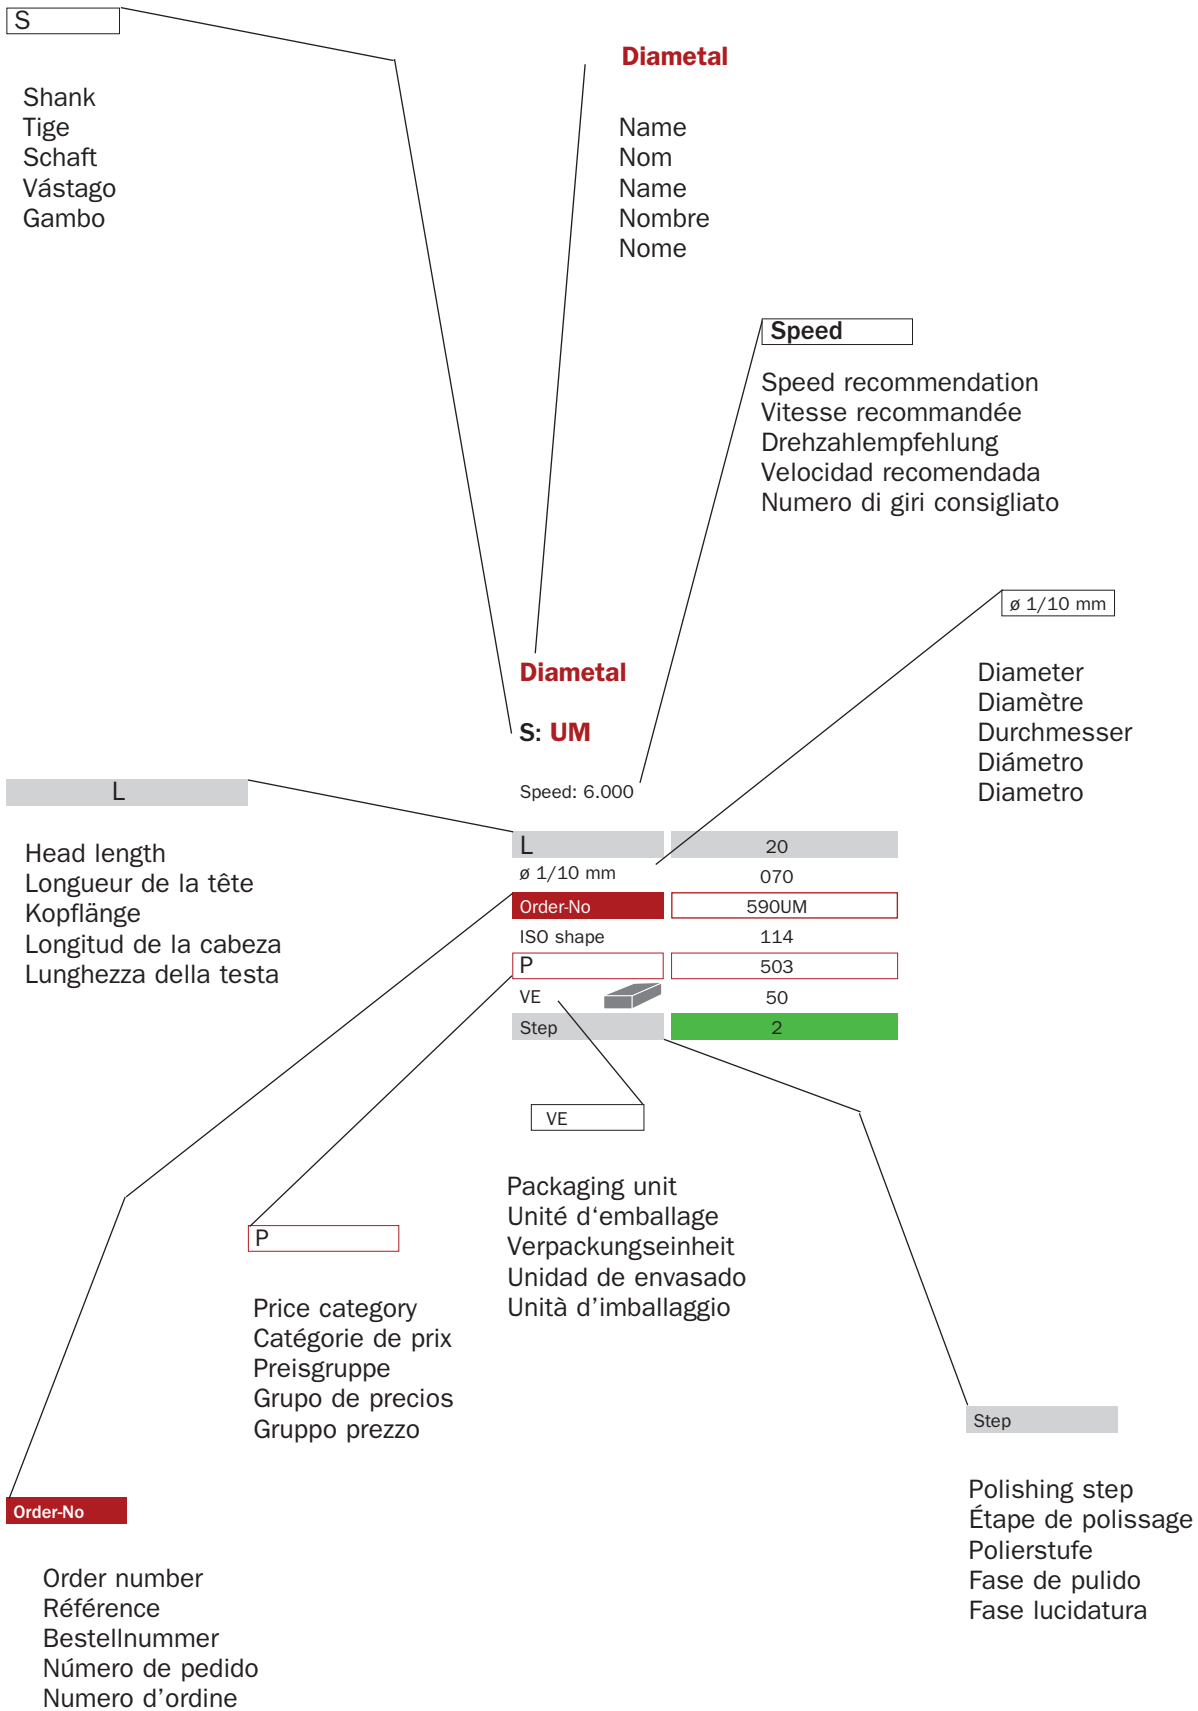 S
Shank
Tige
Schaft
Vástago
Gambo
Diametal
Name
Nom
Name
Nombre
Nome
Speed
Speed recommendation
Vitesse recommandée
Drehzahlempfehlung
Velocidad recomendada
Numero di giri consigliato
ø 1/10 mm
Diameter
Diamètre
Durchmesser
Diámetro
Diametro
Diametal
S: UM
Speed: 6.000
L
Head length
Longueur de la tête
Kopflänge
Longitud de la cabeza
Lunghezza della testa
L 20
ø 1/10 mm 070
Order-No 590UM
ISO shape 114
P 503
VE 50
Step 2
VE
Packaging unit
Unité d‘emballage
Verpackungseinheit
Unidad de envasado
Unità d’imballaggio
P
Price category
Catégorie de prix
Preisgruppe
Grupo de precios
Gruppo prezzo
Step
Polishing step
Étape de polissage
Polierstufe
Fase de pulido
Fase lucidatura
Order-No
Order number
Référence
Bestellnummer
Número de pedido
Numero d’ordine